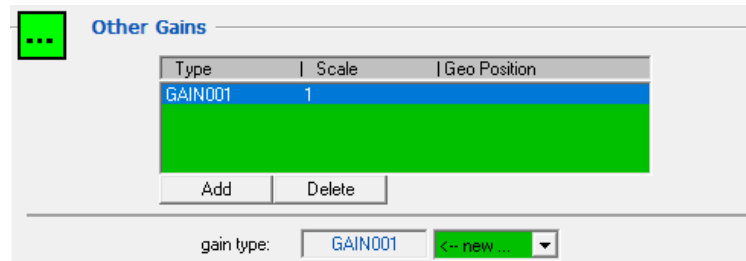 ... Other Gains
Type | Scale | Geo Position
GAIN001 1
Add Delete
gain type: GAIN001 <-- new ...